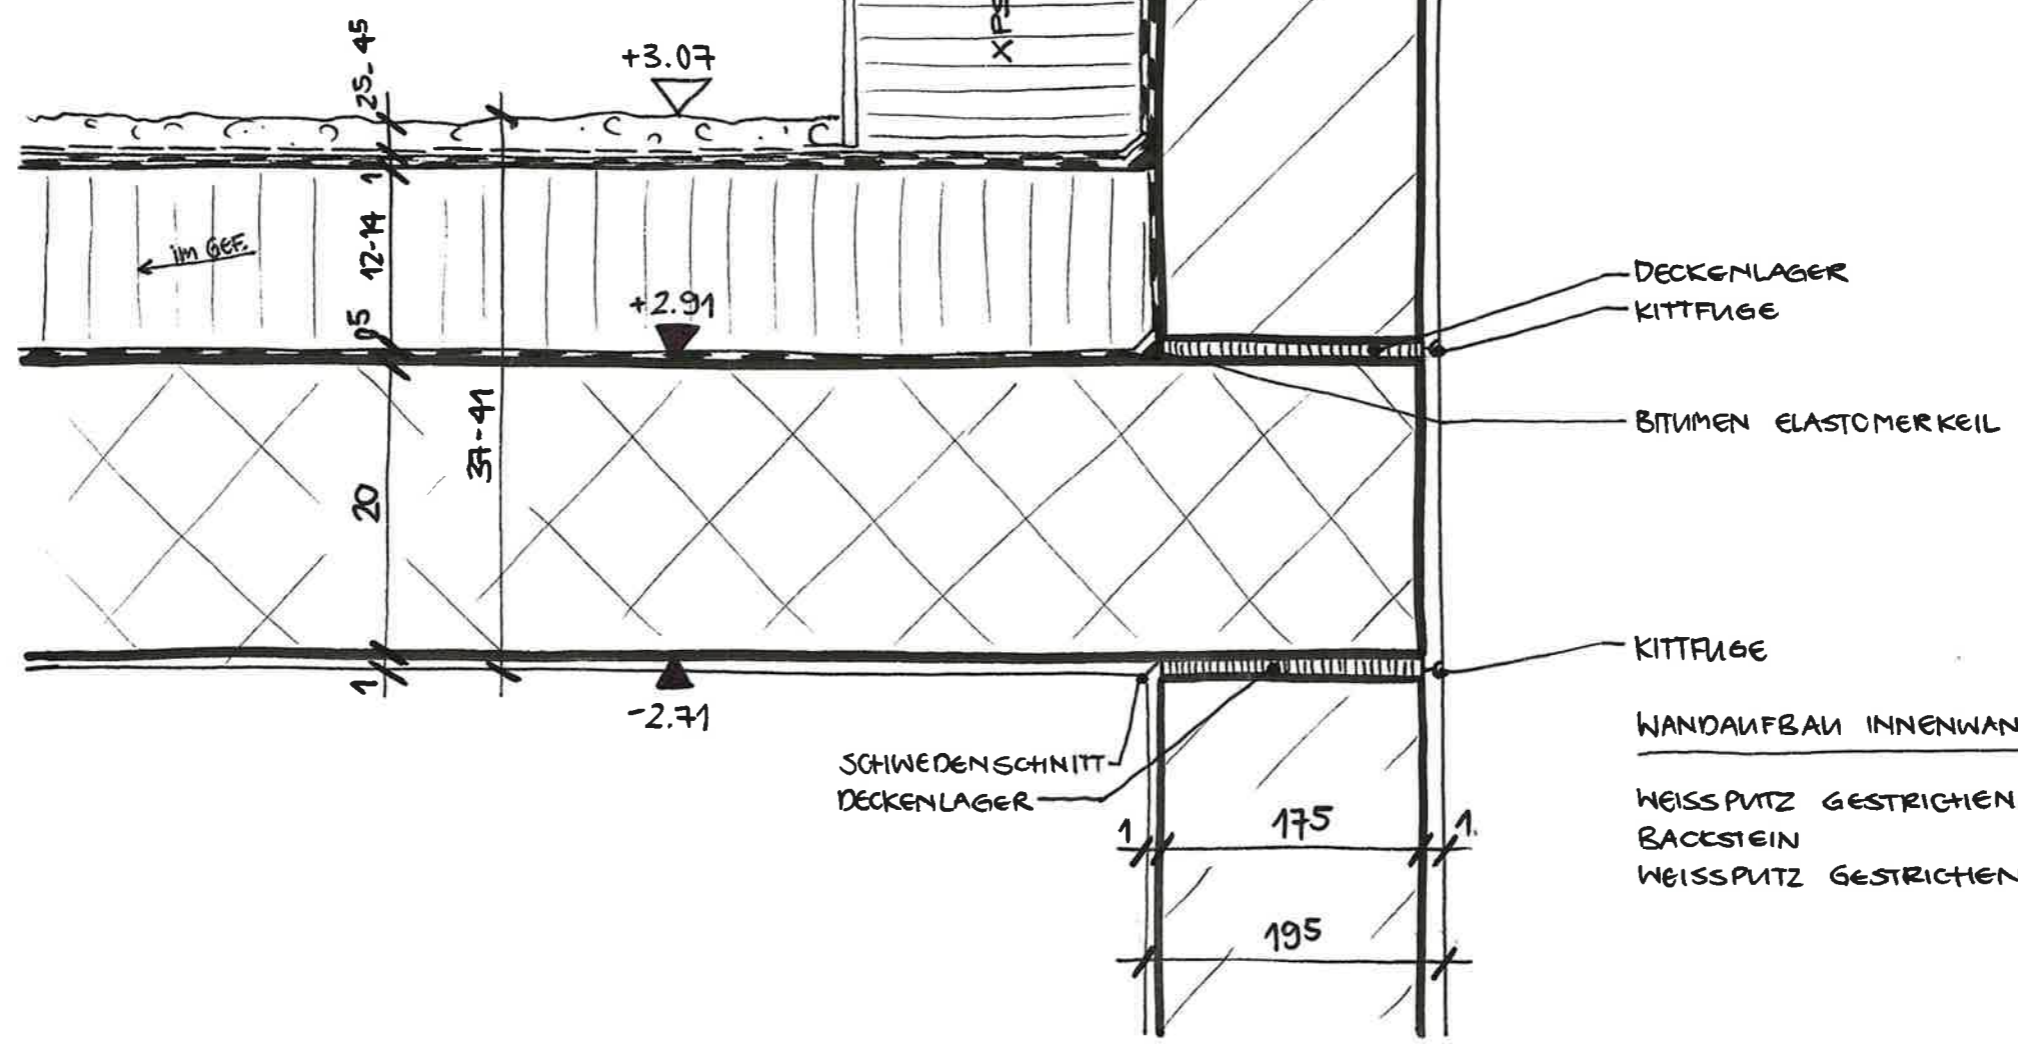 25-45
+3.07
XPS
1
12-14
im GEF.
05
+2.91
DECKENLAGER
KITTFUGE
BITUMEN ELASTOMERKEIL
37-41
20
1
-2.71
KITTFUGE
SCHWEDENSCHNITT
DECKENLAGER
WANDAUFBAU INNENWAN
WEISSPUTZ GESTRICHEN
BACKSTEIN
WEISSPUTZ GESTRICHEN
1 175 1.
195